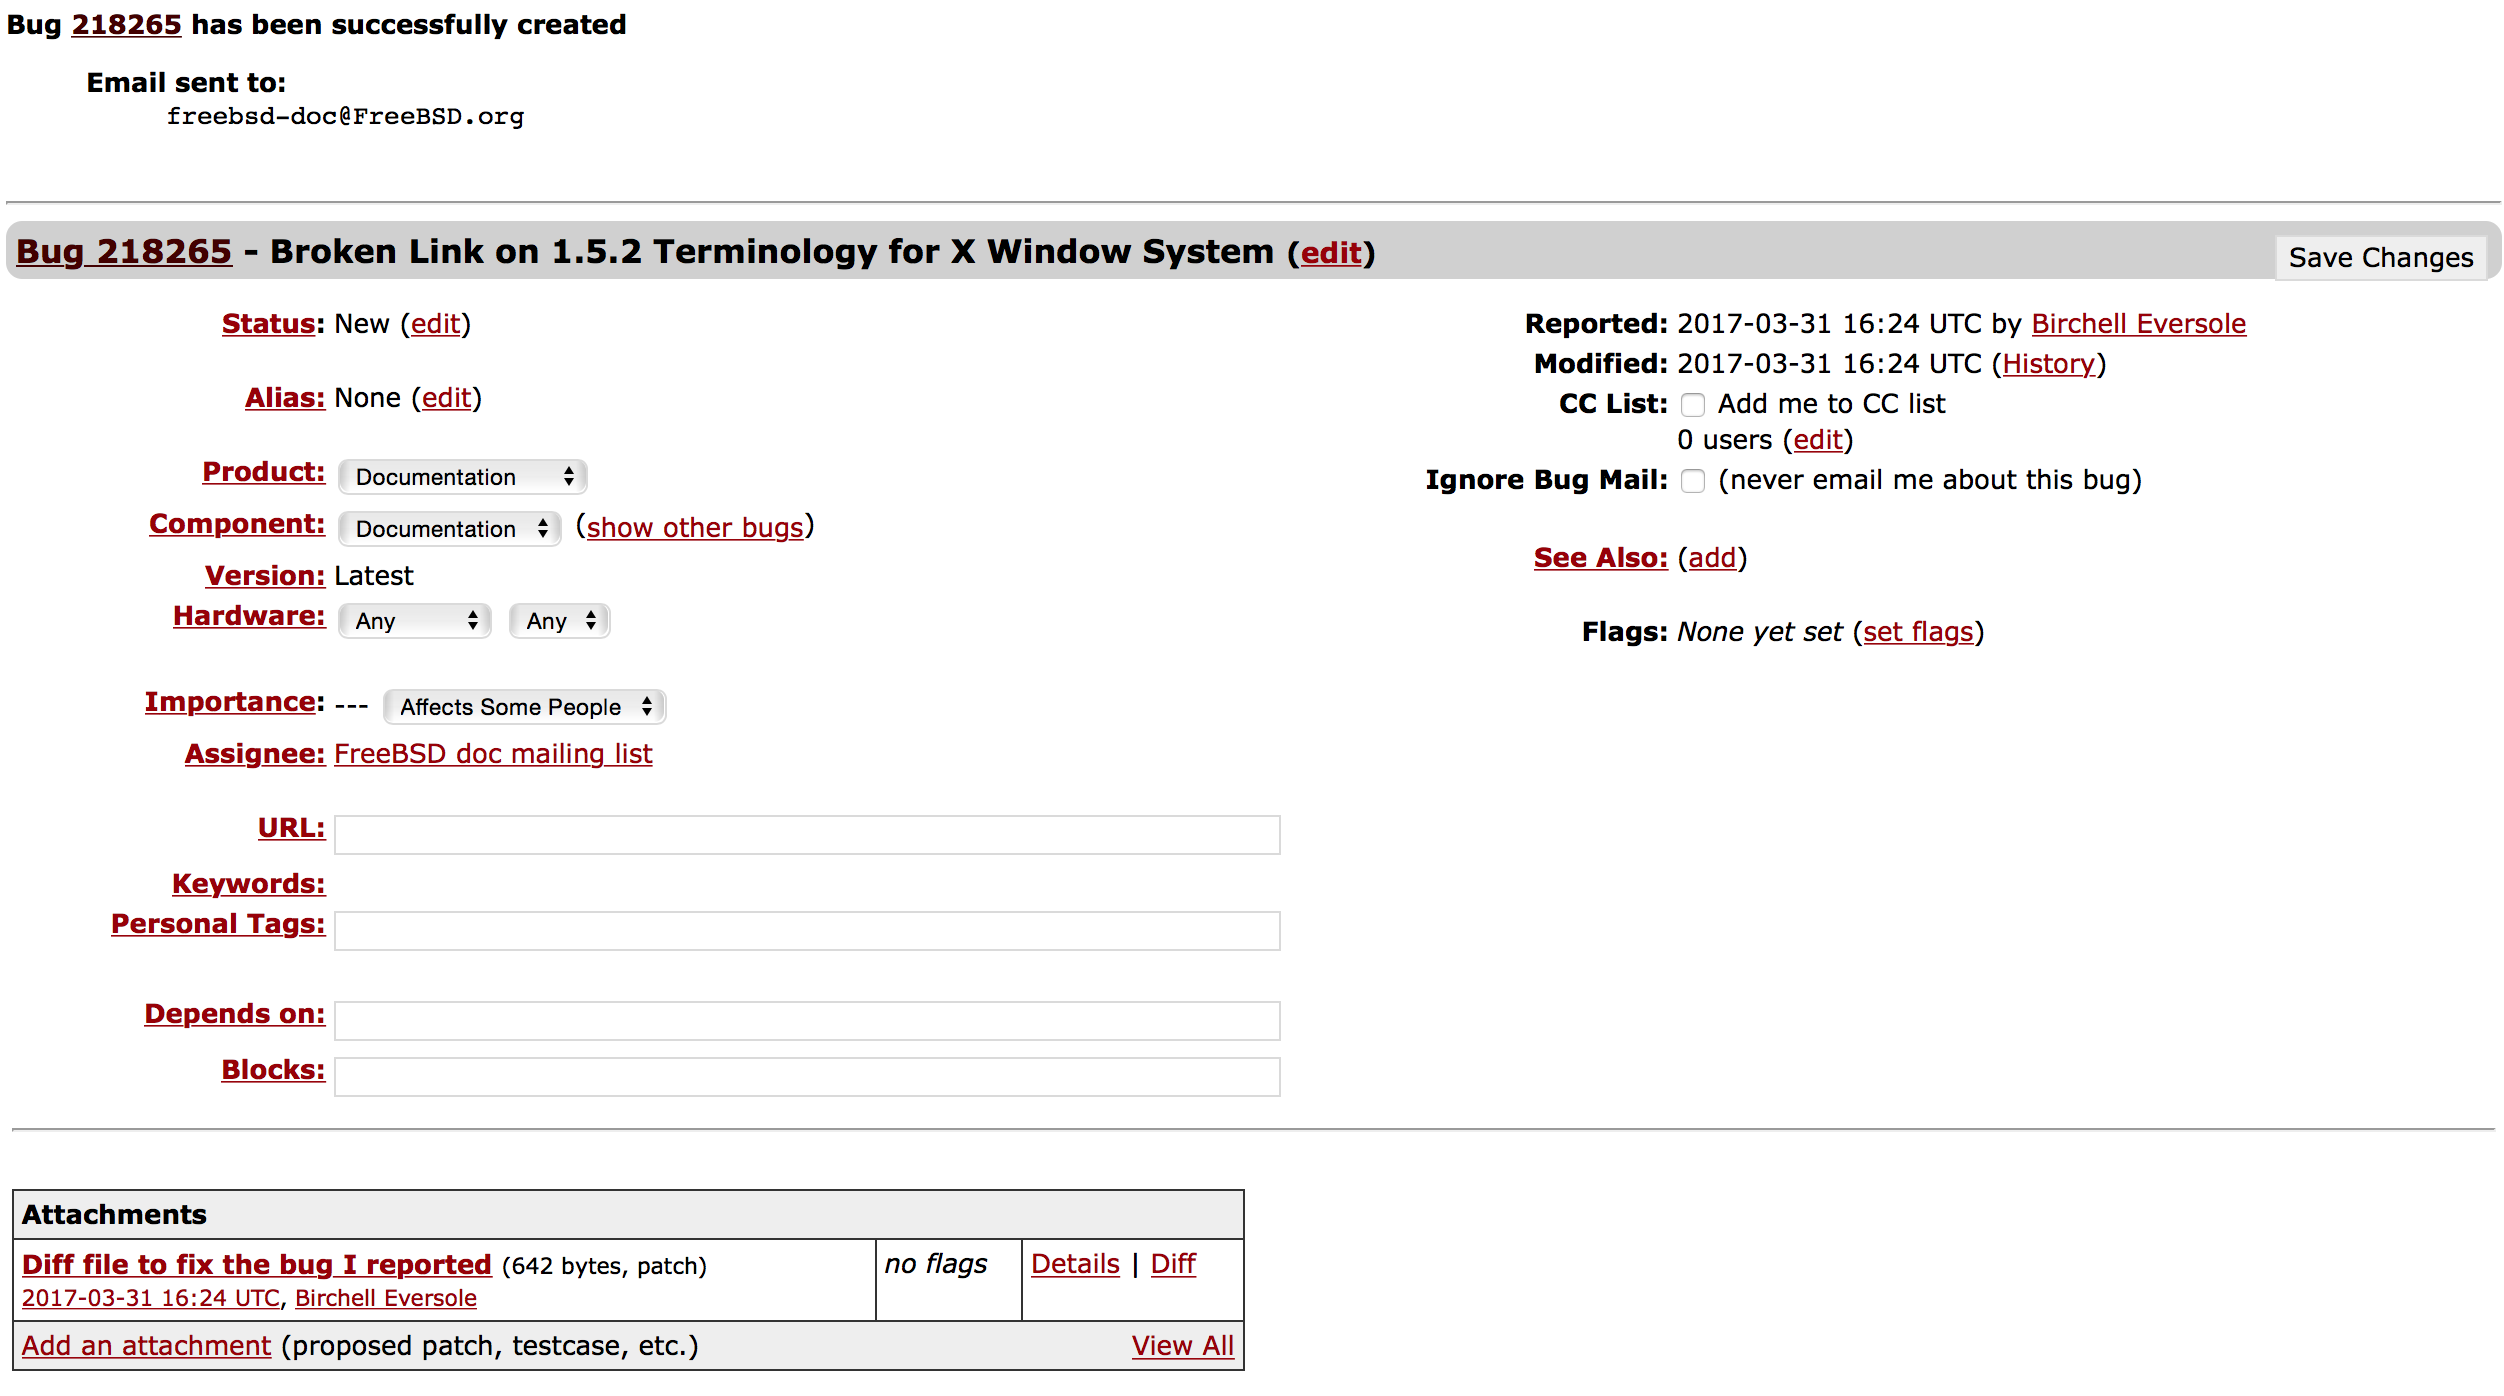 Bug 218265 has been successfully created
Email sent to:
freebsd-doc@FreeBSD.org
Bug 218265 - Broken Link on 1.5.2 Terminology for X Window System (edit)
Save Changes
Status: New (edit)
Alias: None (edit)
Product: Documentation
Component: Documentation (show other bugs)
Version: Latest
Hardware: Any Any
Importance: --- Affects Some People
Assignee: FreeBSD doc mailing list
URL:
Keywords:
Personal Tags:
Depends on:
Blocks:
Reported: 2017-03-31 16:24 UTC by Birchell Eversole
Modified: 2017-03-31 16:24 UTC (History)
CC List: Add me to CC list
0 users (edit)
Ignore Bug Mail: (never email me about this bug)
See Also: (add)
Flags: None yet set (set flags)
Attachments
Diff file to fix the bug I reported (642 bytes, patch)
2017-03-31 16:24 UTC, Birchell Eversole
no flags
Details | Diff
Add an attachment (proposed patch, testcase, etc.)
View All